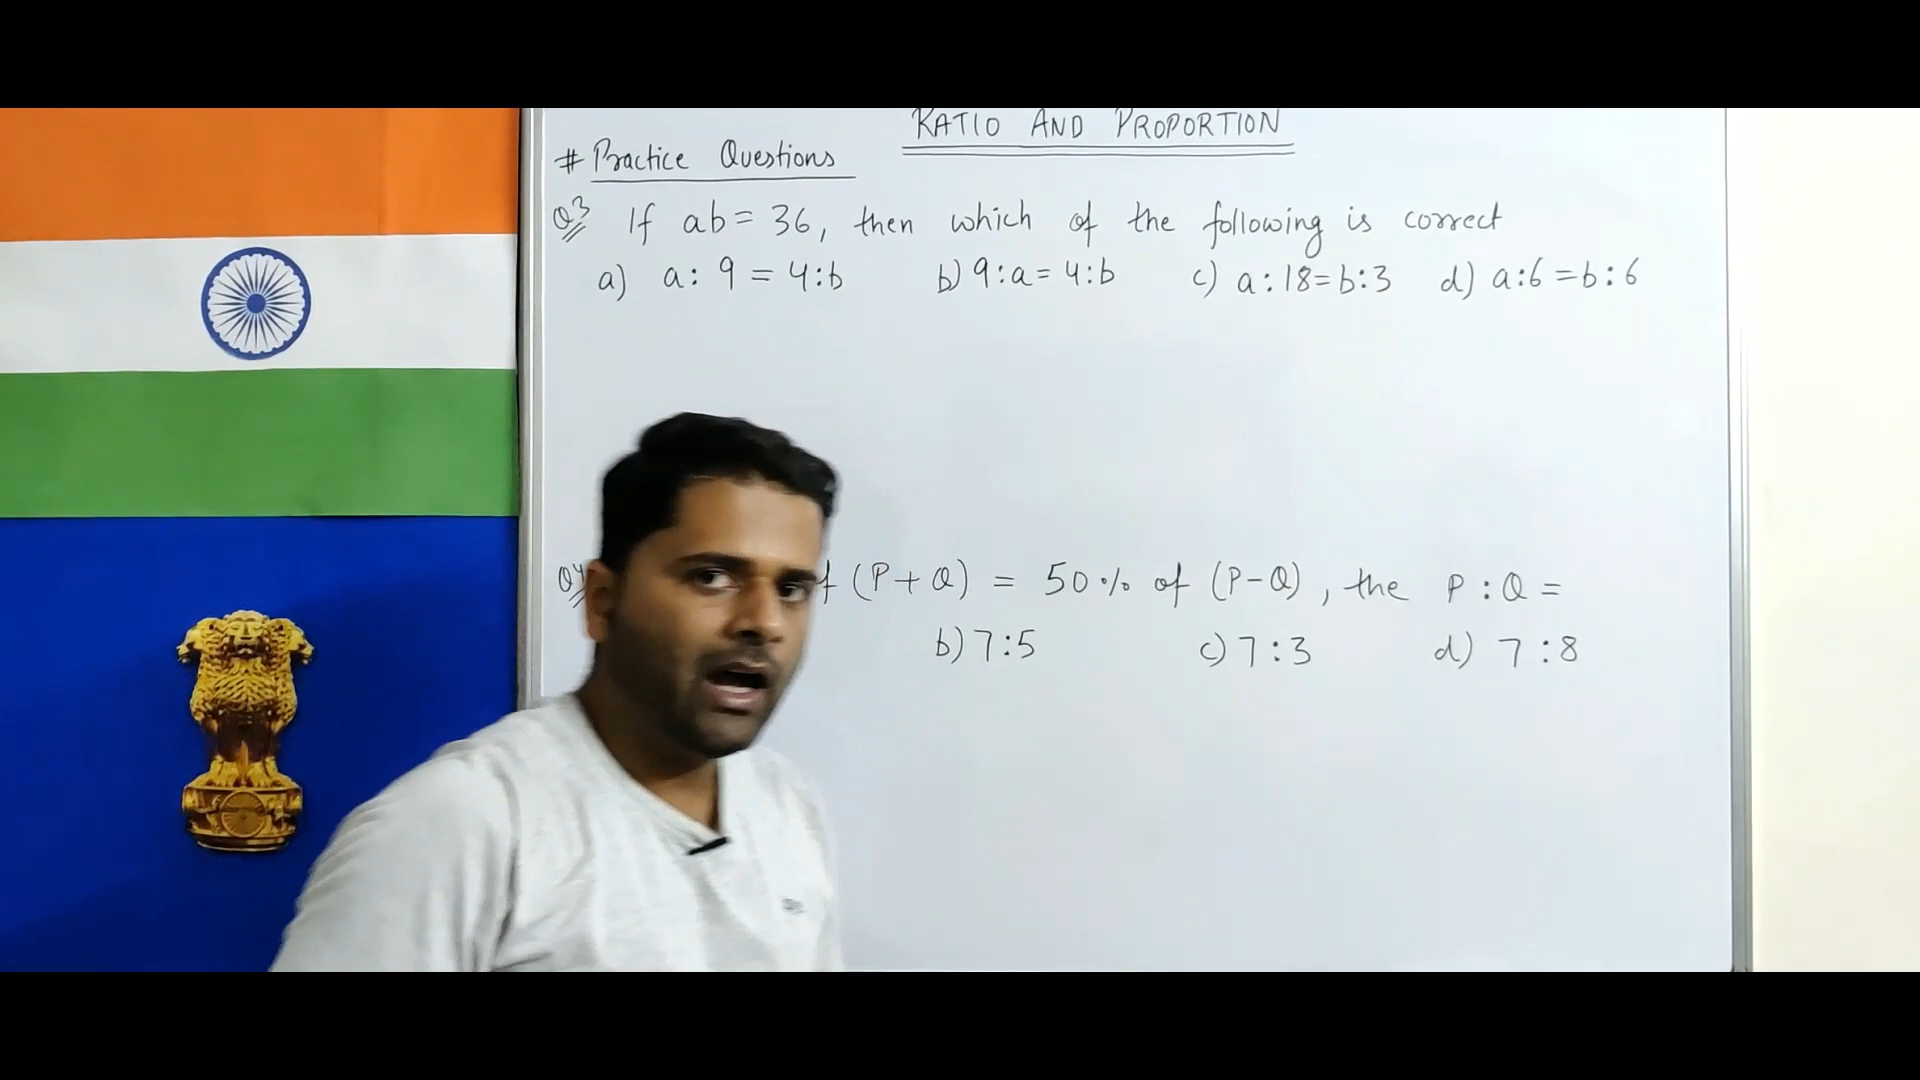 RATIO AND PROPORTION
# Practice Questions
Q3 If ab = 36, then which of the following is correct
a) a : 9 = 4 : b b) 9 : a = 4 : b c) a : 18 = b : 3 d) a : 6 = b : 6
Q4 (P + Q) = 50% of (P - Q), the P : Q =
b) 7 : 5 c) 7 : 3 d) 7 : 8